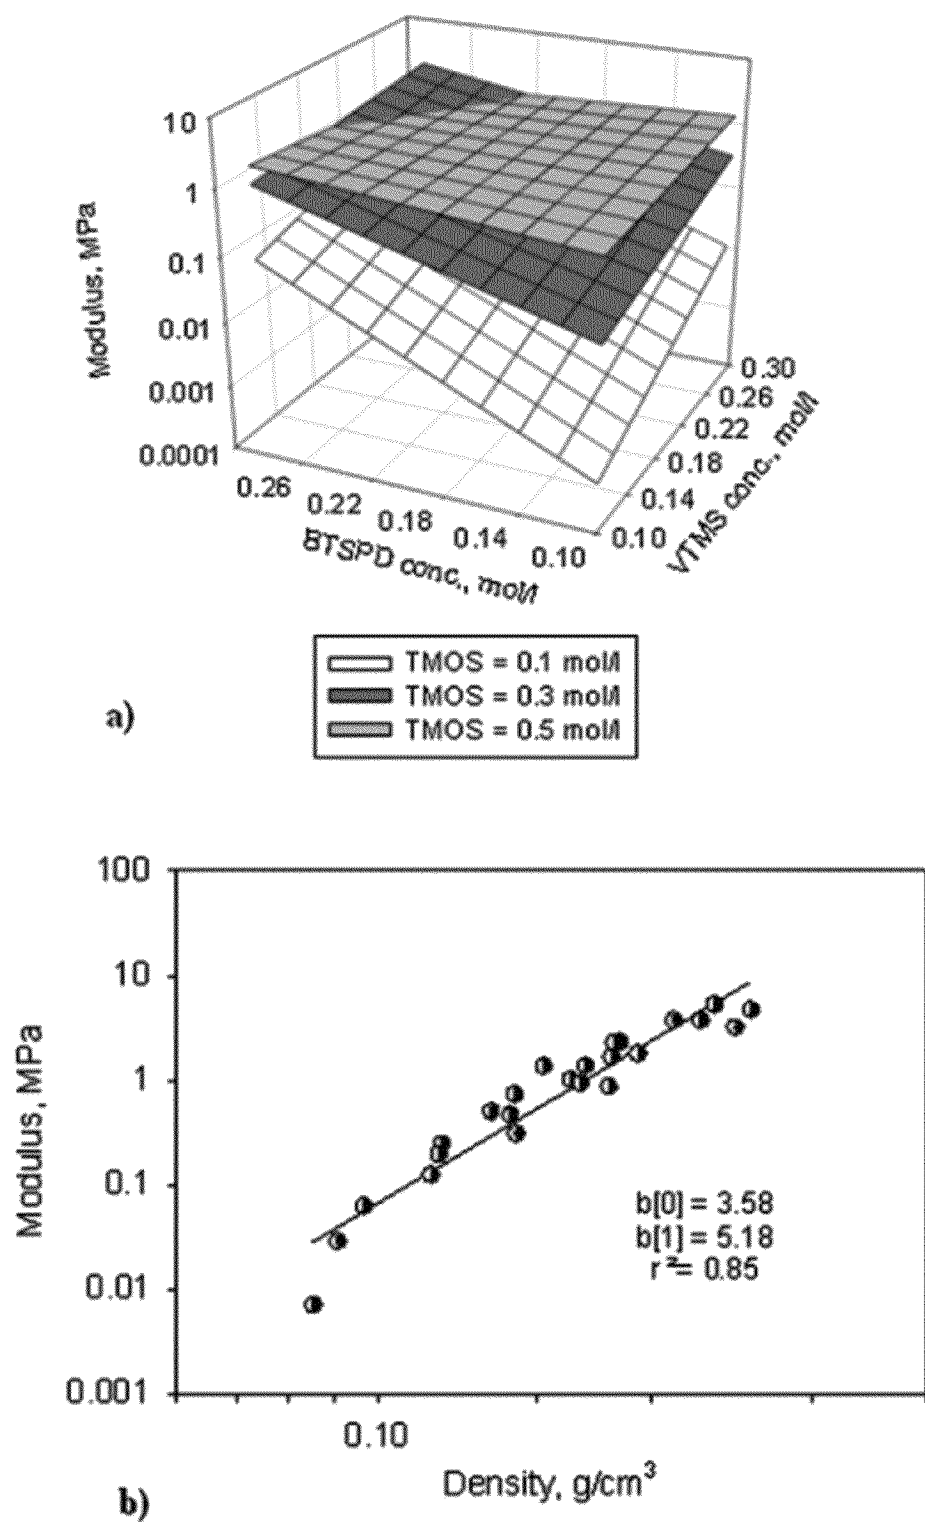 10
1
0.1
0.01
0.001
0.0001
Modulus, MPa
0.26
0.22
0.18
0.14
0.10
BTSPD conc., mol/l
0.30
0.26
0.22
0.18
0.14
0.10
VTMS conc., mol/l
TMOS = 0.1 mol/l
TMOS = 0.3 mol/l
TMOS = 0.5 mol/l
a)
100
10
1
0.1
0.01
0.001
Modulus, MPa
b[0] = 3.58
b[1] = 5.18
r ²= 0.85
0.10
Density, g/cm³
b)